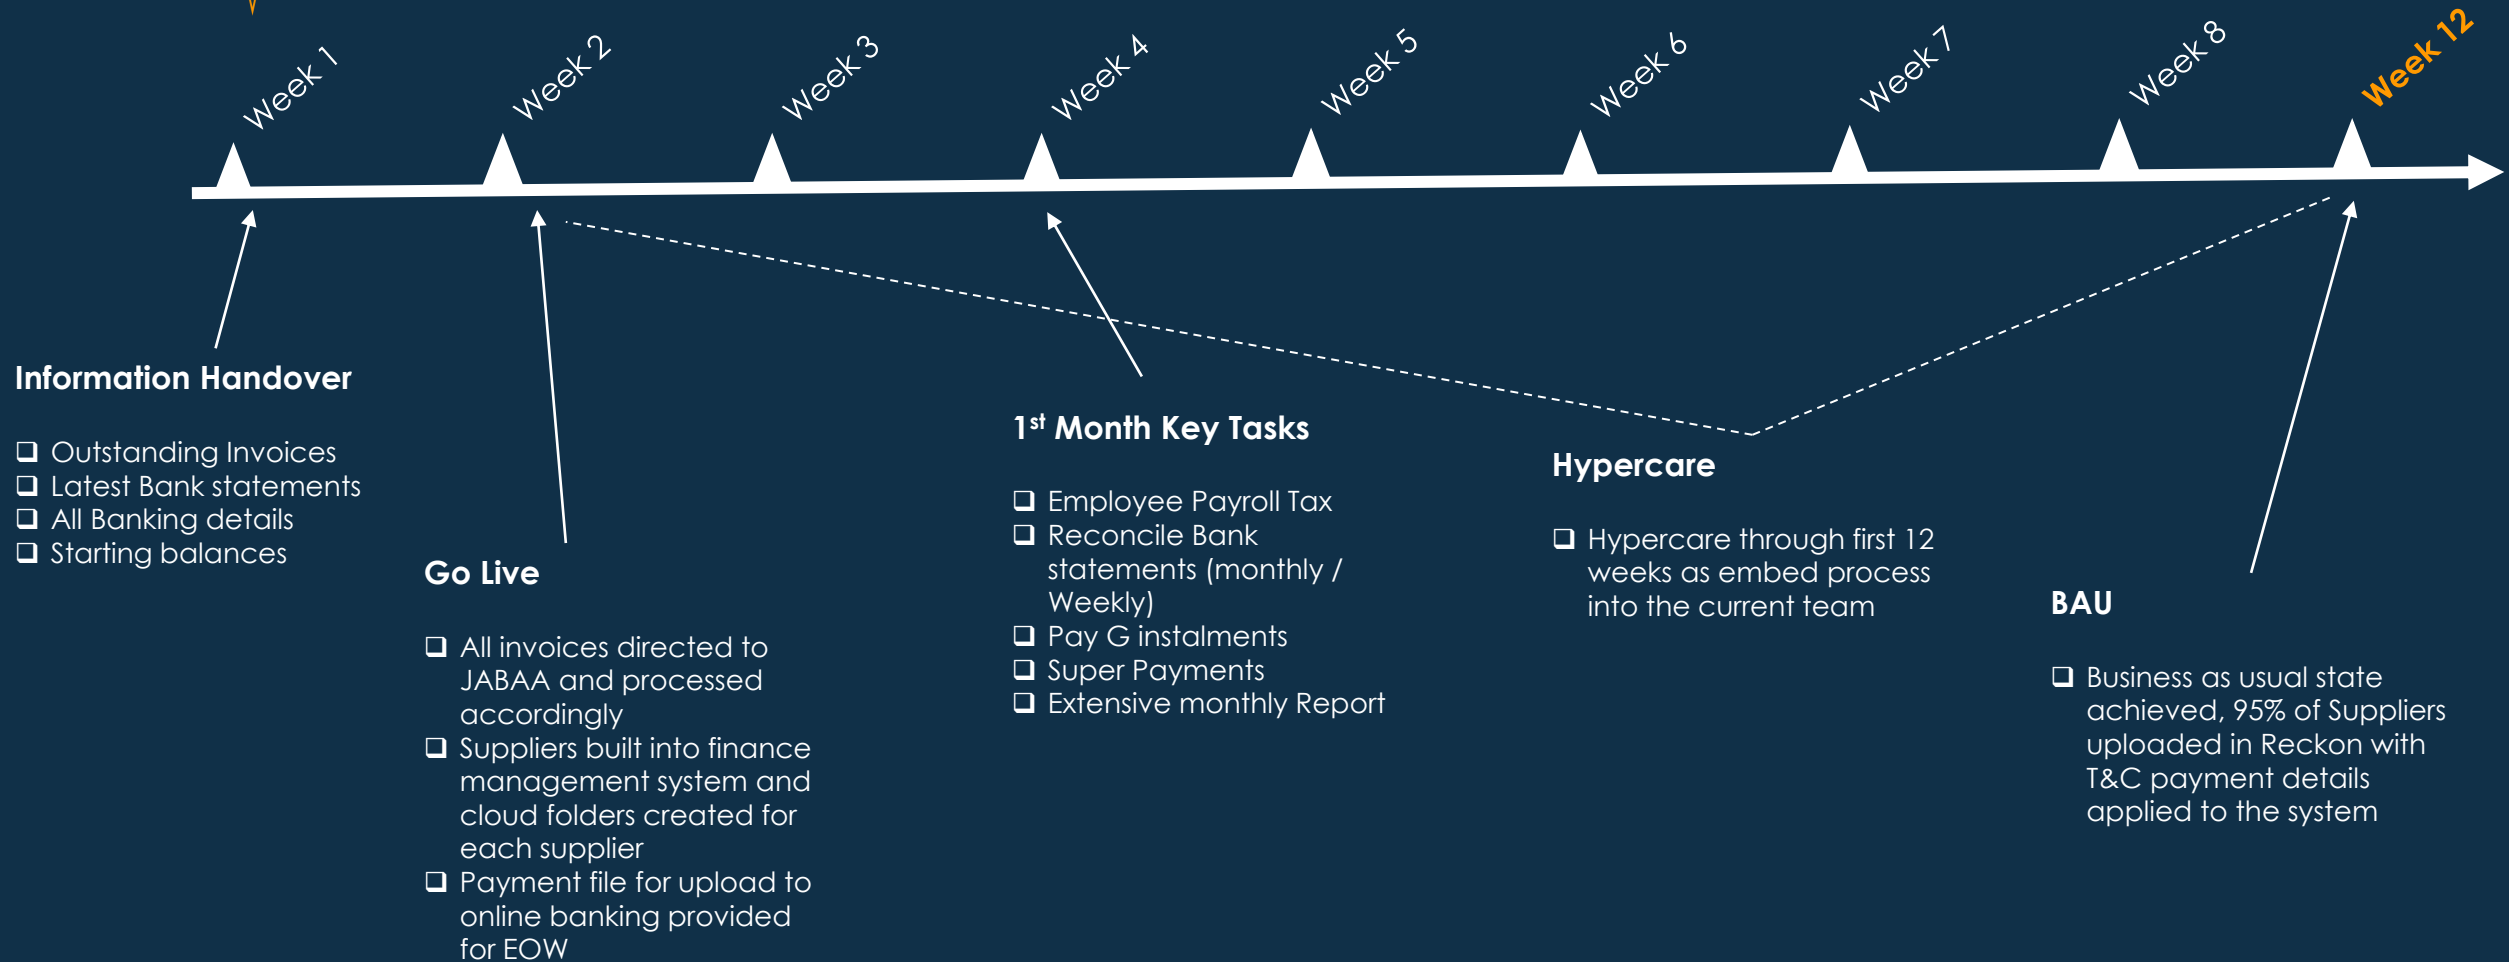 Week 1
Week 2
Week 3
Week 4
Week 5
Week 6
Week 7
Week 8
Week 12
Information Handover
Outstanding Invoices
Latest Bank statements
All Banking details
Starting balances
Go Live
All invoices directed to
JABAA and processed
accordingly
Suppliers built into finance
management system and
cloud folders created for
each supplier
Payment file for upload to
online banking provided
for EOW
1st Month Key Tasks
Employee Payroll Tax
Reconcile Bank
statements (monthly /
Weekly)
Pay G instalments
Super Payments
Extensive monthly Report
Hypercare
Hypercare through first 12
weeks as embed process
into the current team
BAU
Business as usual state
achieved, 95% of Suppliers
uploaded in Reckon with
T&C payment details
applied to the system